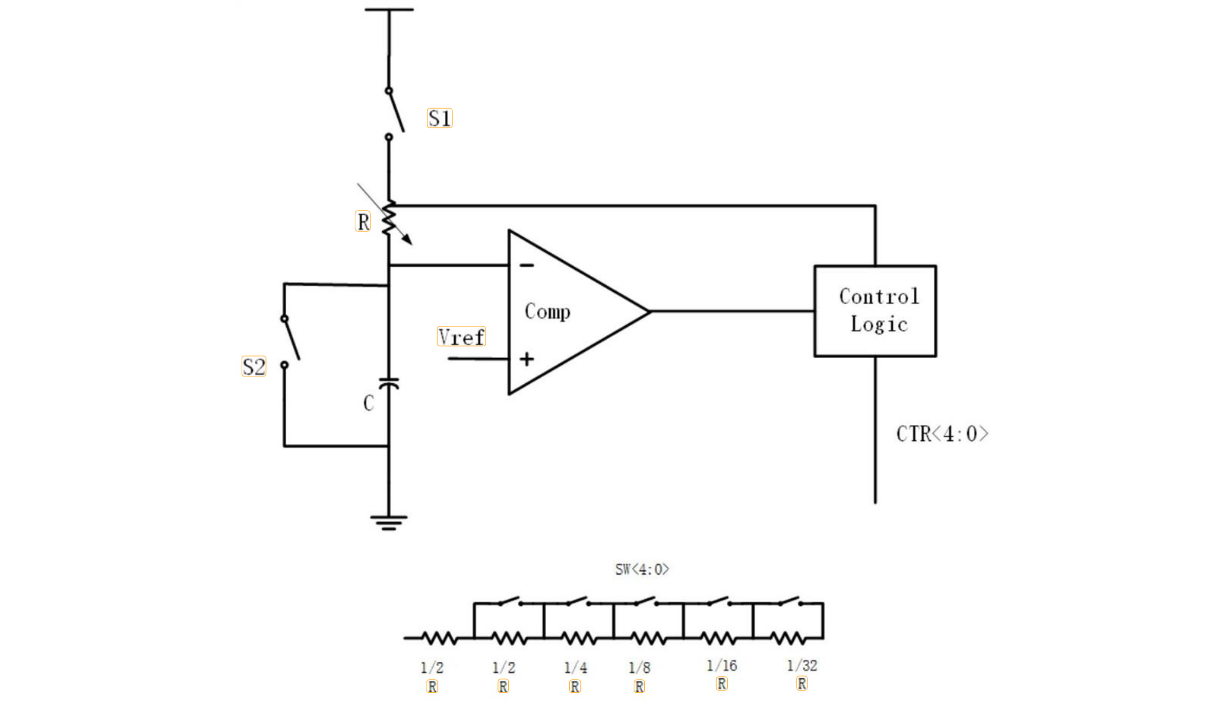 S1
R
−
Comp
Vref
+
S2
C
Control
Logic
CTR<4:0>
SW<4:0>
1/2 1/2 1/4 1/8 1/16 1/32
R R R R R R